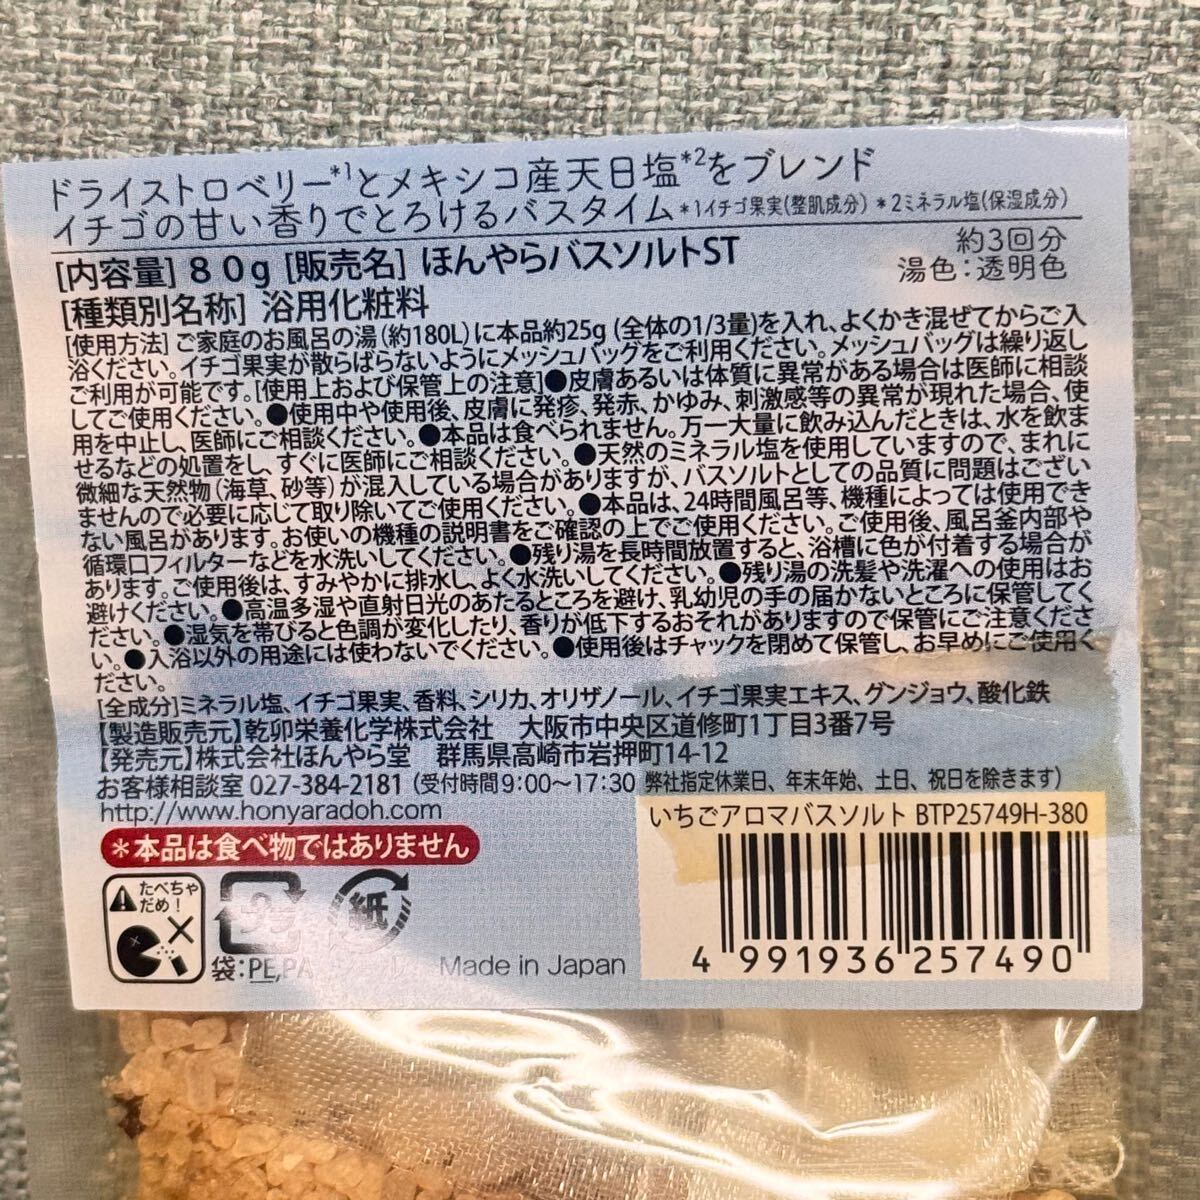 ドライストロベリー*1とメキシコ産天日塩*2をブレンド
イチゴの甘い香りでとろけるバスタイム *1イチゴ果実(整肌成分) *2ミネラル塩(保湿成分)
[内容量] 80g [販売名] ほんやらバスソルトST
約3回分
湯色:透明色
[種類別名称] 浴用化粧料
[使用方法] ご家庭のお風呂の湯(約180L)に本品約25g (全体の1/3量)を入れ、よくかき混ぜてからご入
浴ください。イチゴ果実が散らばらないようにメッシュバッグをご利用ください。メッシュバッグは繰り返し
ご利用が可能です。[使用上および保管上の注意]●皮膚あるいは体質に異常がある場合は医師に相談
してご使用ください。●使用中や使用後、皮膚に発疹、発赤、かゆみ、刺激感等の異常が現れた場合、使
用を中止し、医師にご相談ください。●本品は食べられません。万一大量に飲み込んだときは、水を飲ま
せるなどの処置をし、すぐに医師にご相談ください。●天然のミネラル塩を使用していますので、まれに
微細な天然物(海草、砂等)が混入している場合がありますが、バスソルトとしての品質に問題はござい
ませんので必要に応じて取り除いてご使用ください。●本品は、24時間風呂等、機種によっては使用でき
ない風呂があります。お使いの機種の説明書をご確認の上でご使用ください。ご使用後、風呂釜内部や
循環口フィルターなどを水洗いしてください。●残り湯を長時間放置すると、浴槽に色が付着する場合が
あります。ご使用後は、すみやかに排水し、よく水洗いしてください。●残り湯の洗髪や洗濯への使用はお
避けください。●高温多湿や直射日光のあたるところを避け、乳幼児の手の届かないところに保管してく
ださい。●湿気を帯びると色調が変化したり、香りが低下するおそれがありますので保管にご注意くださ
い。●入浴以外の用途には使わないでください。●使用後はチャックを閉めて保管し、お早めにご使用く
ださい。
[全成分]ミネラル塩、イチゴ果実、香料、シリカ、オリザノール、イチゴ果実エキス、グンジョウ、酸化鉄
【製造販売元】乾卯栄養化学株式会社 大阪市中央区道修町1丁目3番7号
【発売元】株式会社ほんやら堂 群馬県高崎市岩押町14-12
お客様相談室 027-384-2181 (受付時間9:00～17:30 弊社指定休業日、年末年始、土日、祝日を除きます)
http://www.honyaradoh.com
*本品は食べ物ではありません
いちごアロマバスソルト BTP25749H-380
たべちゃ
だめ!
プラ
紙
袋:PE,PA
Made in Japan
4 991936 257490